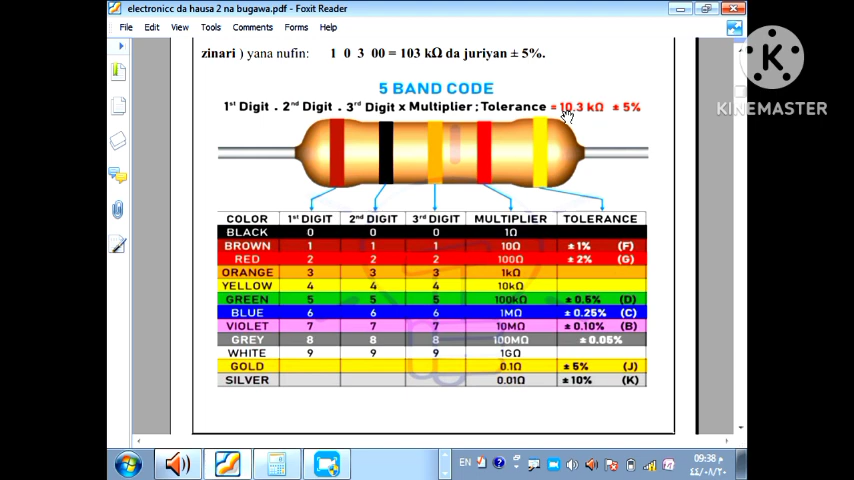 electronicc da hausa 2 na bugawa.pdf - Foxit Reader
File Edit View Tools Comments Forms Help
zinari ) yana nufin: 1 0 3 00 = 103 kΩ da juriyan ± 5%.
5 BAND CODE
1st Digit . 2nd Digit . 3rd Digit x Multiplier ; Tolerance = 10.3 kΩ ± 5%
COLOR 1ST DIGIT 2ND DIGIT 3RD DIGIT MULTIPLIER TOLERANCE
BLACK 0 0 0 1Ω
BROWN 1 1 1 10Ω ± 1% (F)
RED 2 2 2 100Ω ± 2% (G)
ORANGE 3 3 3 1kΩ
YELLOW 4 4 4 10kΩ
GREEN 5 5 5 100kΩ ± 0.5% (D)
BLUE 6 6 6 1MΩ ± 0.25% (C)
VIOLET 7 7 7 10MΩ ± 0.10% (B)
GREY 8 8 8 100MΩ ± 0.05%
WHITE 9 9 9 1GΩ
GOLD 0.1Ω ± 5% (J)
SILVER 0.01Ω ± 10% (K)
KINEMASTER
EN
09:38 م
٤٤/٠٨/٢٠